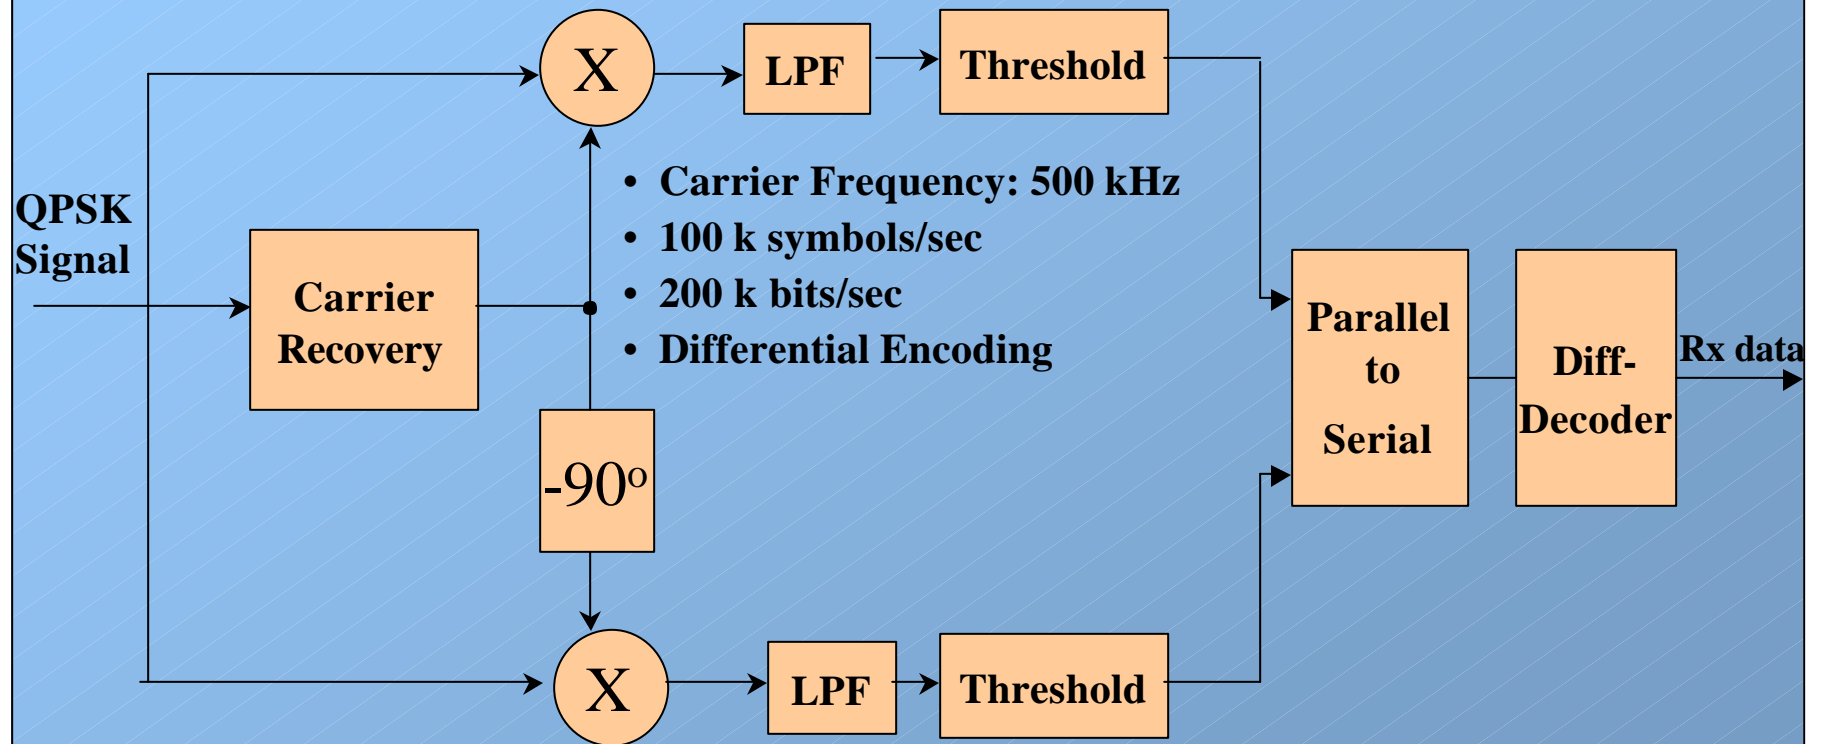 X
LPF
Threshold
• Carrier Frequency: 500 kHz
• 100 k symbols/sec
• 200 k bits/sec
• Differential Encoding
QPSK
Signal
Carrier
Recovery
-90º
Parallel
to
Serial
Diff-
Decoder
Rx data
X
LPF
Threshold